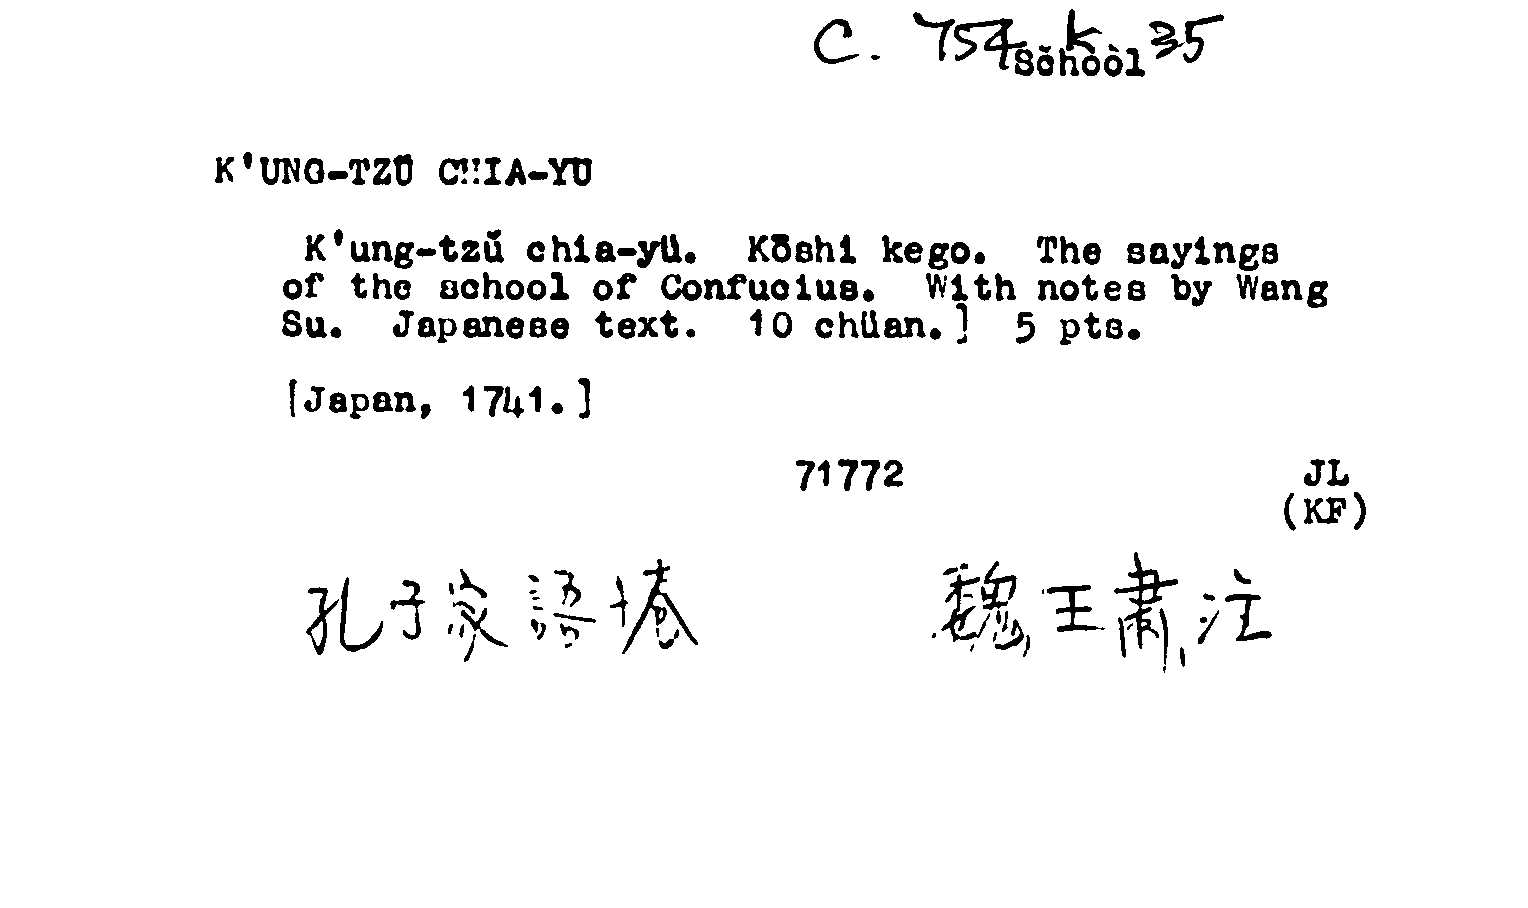 C. 754 K 35
School
K'UNG-TZŬ CHIA-YÜ
K'ung-tzŭ chia-yü. Kōshi kego. The sayings
of the school of Confucius. With notes by Wang
Su. Japanese text. 10 chüan.] 5 pts.
[Japan, 1741.]
71772 JL
(KF)
孔子家語十卷 魏王肅注